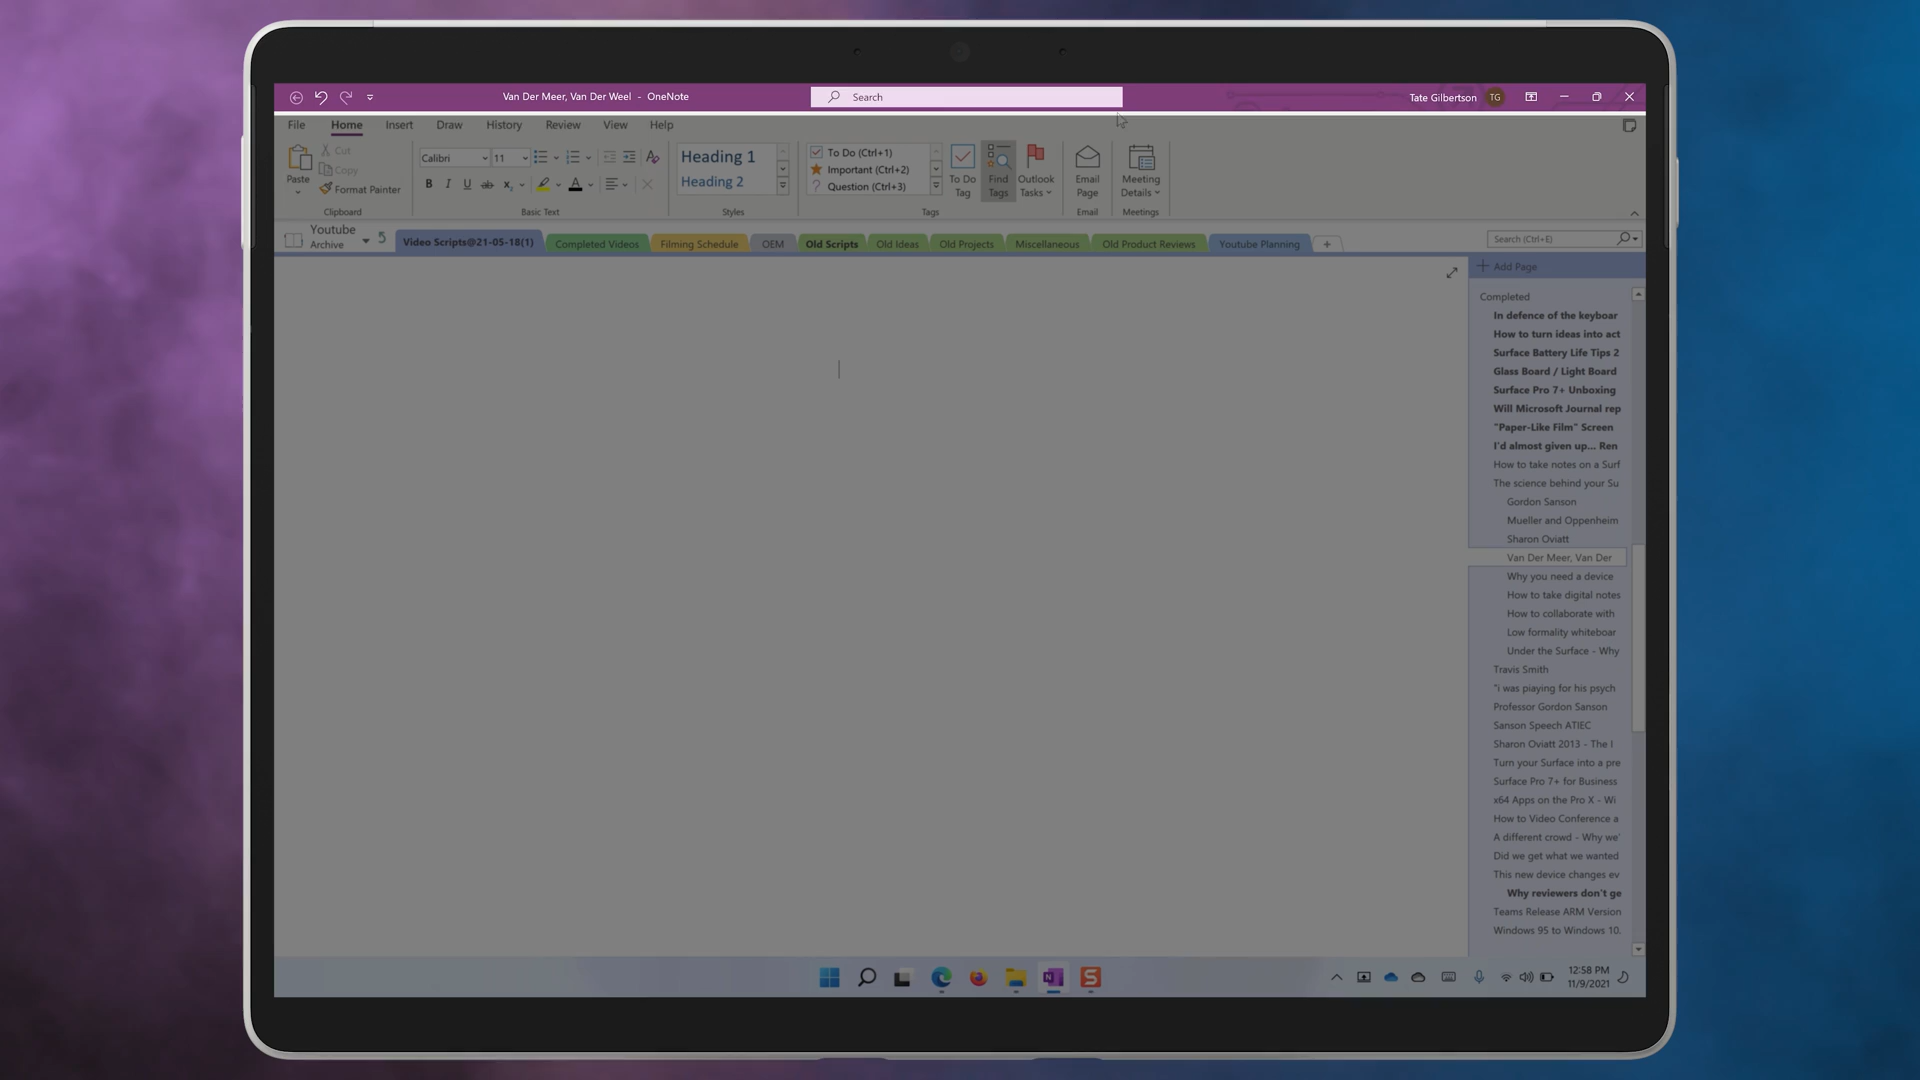 Van Der Meer, Van Der Weel - OneNote
Search
Tate Gilbertson TG
File Home Insert Draw History Review View Help
Paste
Cut
Copy
Format Painter
Clipboard
Calibri 11
B I U ab x₂ A
Basic Text
Heading 1
Heading 2
Styles
To Do (Ctrl+1)
Important (Ctrl+2)
? Question (Ctrl+3)
To Do Tag
Find Tags
Outlook Tasks
Tags
Email Page
Email
Meeting Details
Meetings
Youtube
Archive
Video Scripts@21-05-18(1) Completed Videos Filming Schedule OEM Old Scripts Old Ideas Old Projects Miscellaneous Old Product Reviews Youtube Planning +
Search (Ctrl+E)
Add Page
Completed
In defence of the keyboar
How to turn ideas into act
Surface Battery Life Tips 2
Glass Board / Light Board
Surface Pro 7+ Unboxing
Will Microsoft Journal rep
"Paper-Like Film" Screen
I'd almost given up... Ren
How to take notes on a Surf
The science behind your Su
Gordon Sanson
Mueller and Oppenheim
Sharon Oviatt
Van Der Meer, Van Der
Why you need a device
How to take digital notes
How to collaborate with
Low formality whiteboar
Under the Surface - Why
Travis Smith
"i was playing for his psych
Professor Gordon Sanson
Sanson Speech ATIEC
Sharon Oviatt 2013 - The I
Turn your Surface into a pre
Surface Pro 7+ for Business
x64 Apps on the Pro X - Wi
How to Video Conference a
A different crowd - Why we'
Did we get what we wanted
This new device changes ev
Why reviewers don't ge
Teams Release ARM Version
Windows 95 to Windows 10.
12:58 PM
11/9/2021